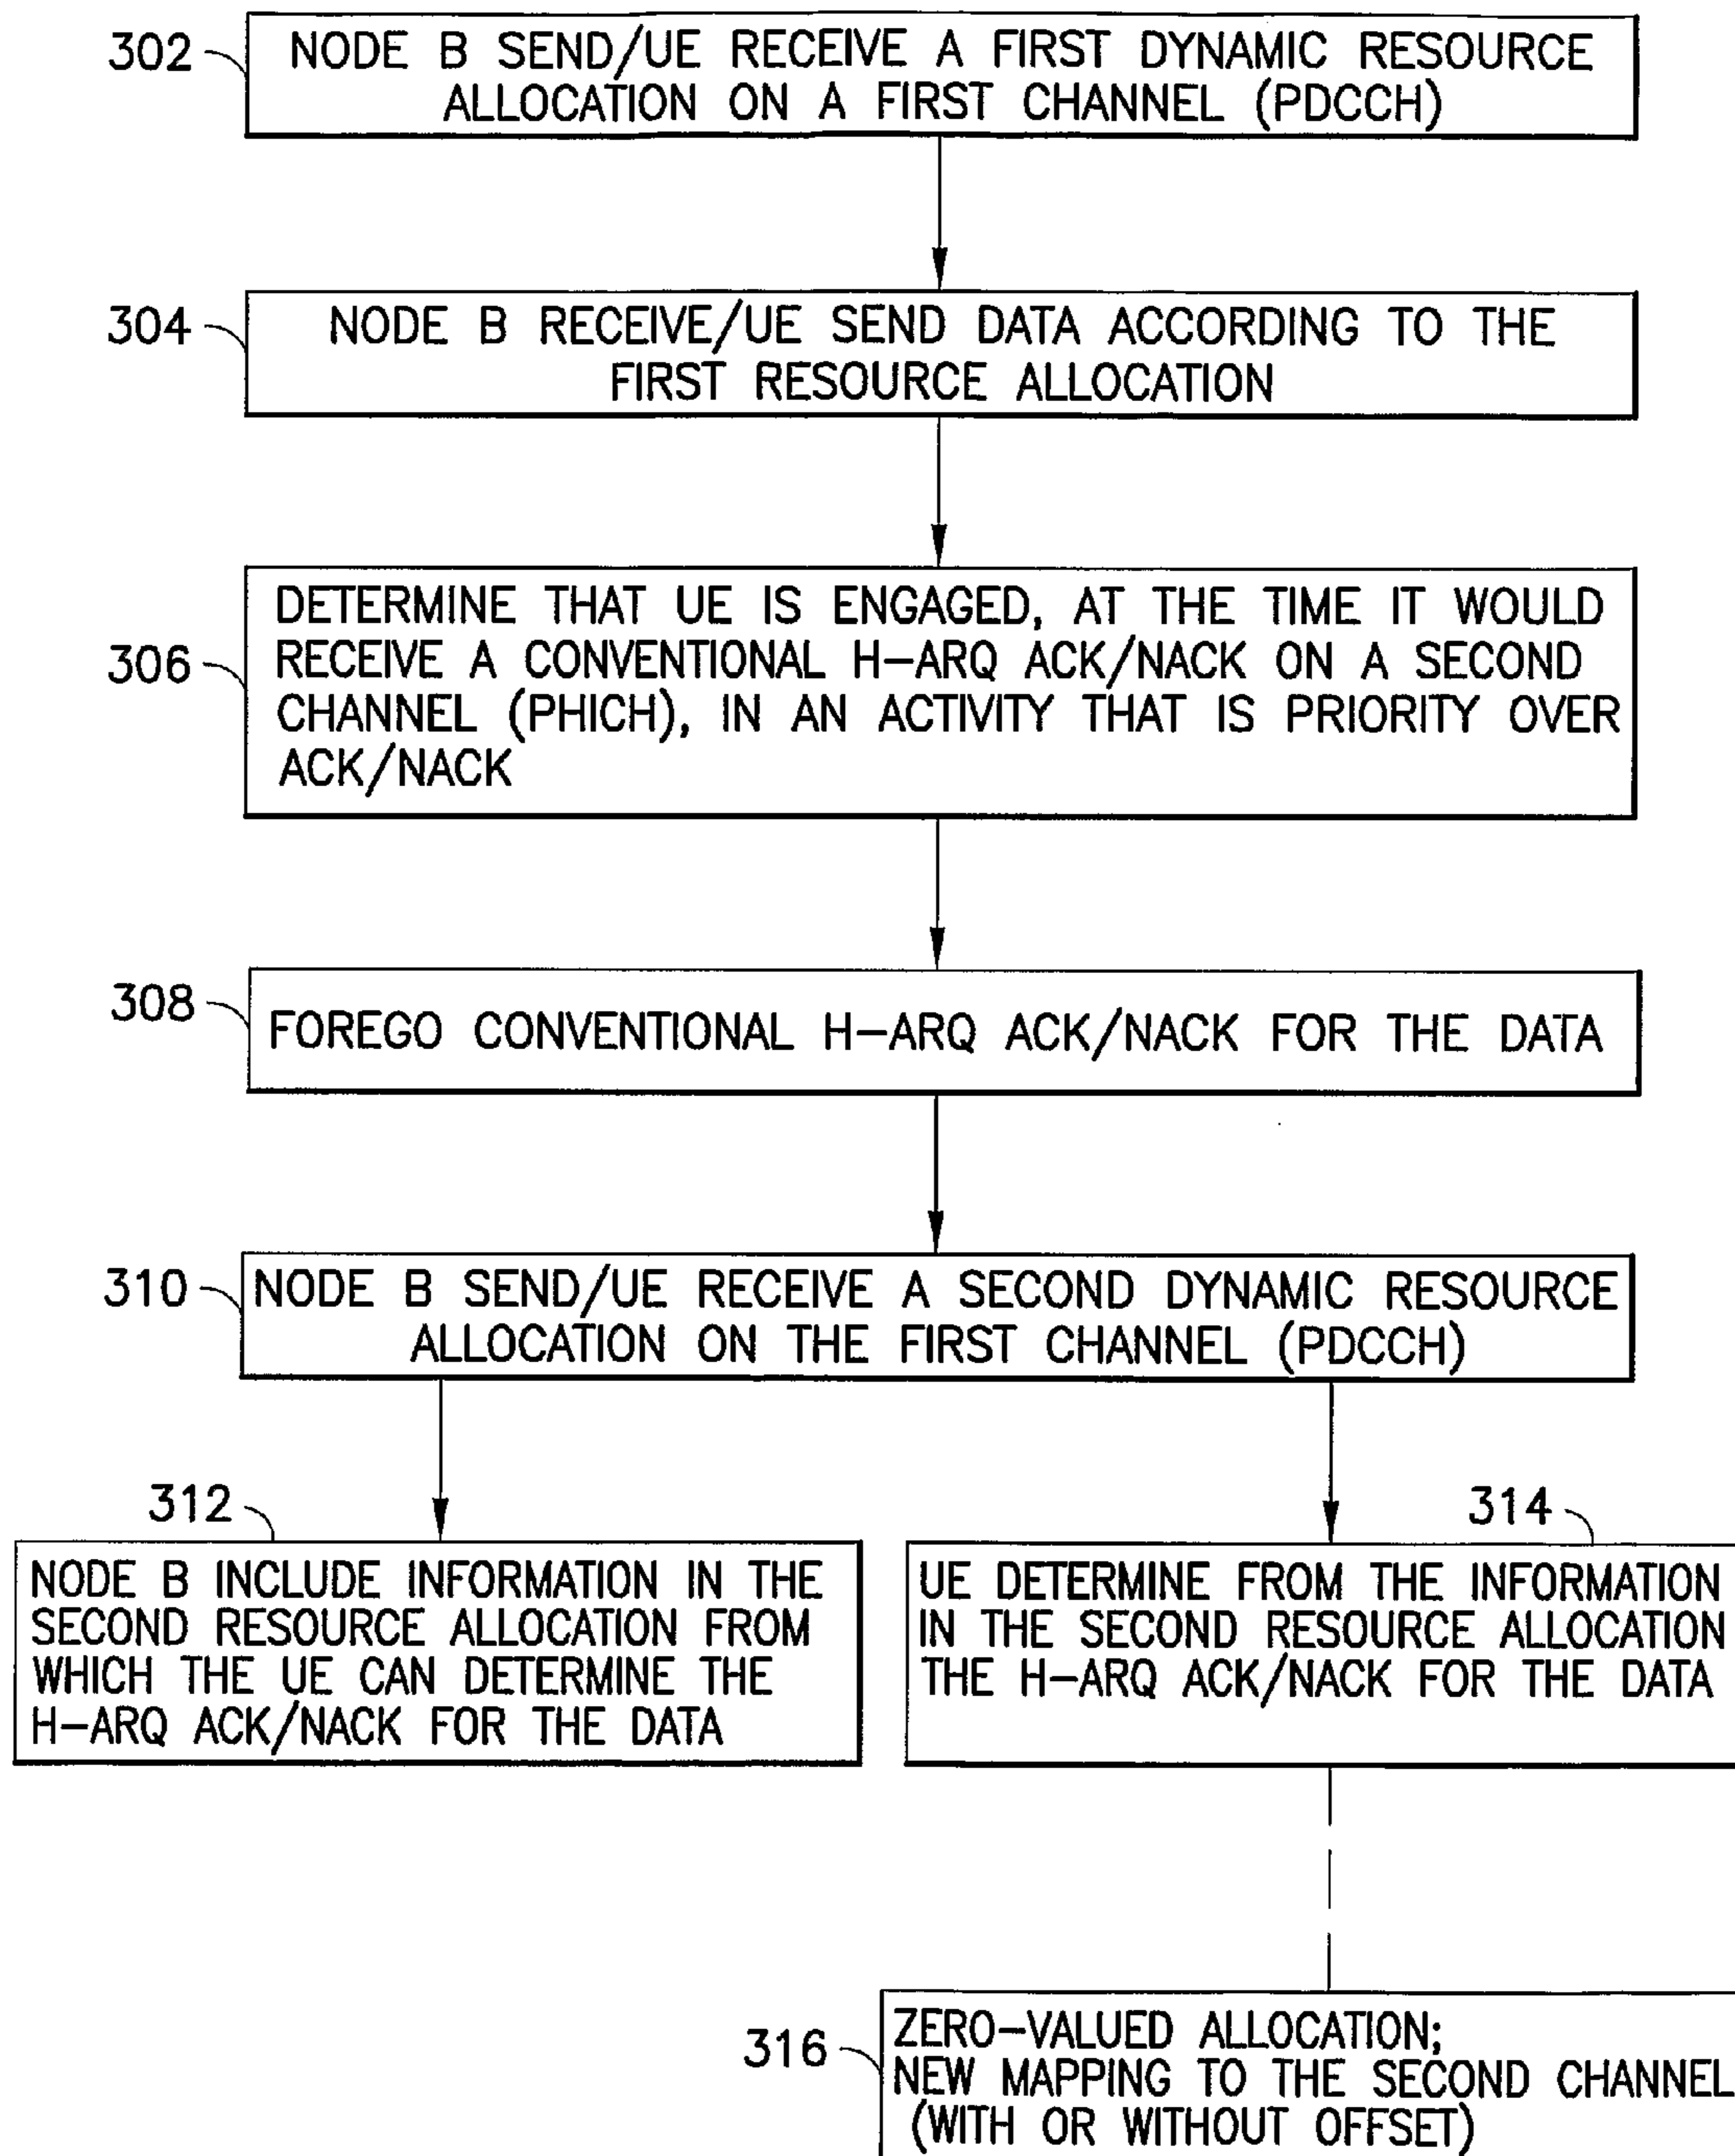 302
NODE B SEND/UE RECEIVE A FIRST DYNAMIC RESOURCE
ALLOCATION ON A FIRST CHANNEL (PDCCH)
304
NODE B RECEIVE/UE SEND DATA ACCORDING TO THE
FIRST RESOURCE ALLOCATION
306
DETERMINE THAT UE IS ENGAGED, AT THE TIME IT WOULD
RECEIVE A CONVENTIONAL H-ARQ ACK/NACK ON A SECOND
CHANNEL (PHICH), IN AN ACTIVITY THAT IS PRIORITY OVER
ACK/NACK
308
FOREGO CONVENTIONAL H-ARQ ACK/NACK FOR THE DATA
310
NODE B SEND/UE RECEIVE A SECOND DYNAMIC RESOURCE
ALLOCATION ON THE FIRST CHANNEL (PDCCH)
312
NODE B INCLUDE INFORMATION IN THE
SECOND RESOURCE ALLOCATION FROM
WHICH THE UE CAN DETERMINE THE
H-ARQ ACK/NACK FOR THE DATA
314
UE DETERMINE FROM THE INFORMATION
IN THE SECOND RESOURCE ALLOCATION
THE H-ARQ ACK/NACK FOR THE DATA
316
ZERO-VALUED ALLOCATION;
NEW MAPPING TO THE SECOND CHANNEL
(WITH OR WITHOUT OFFSET)